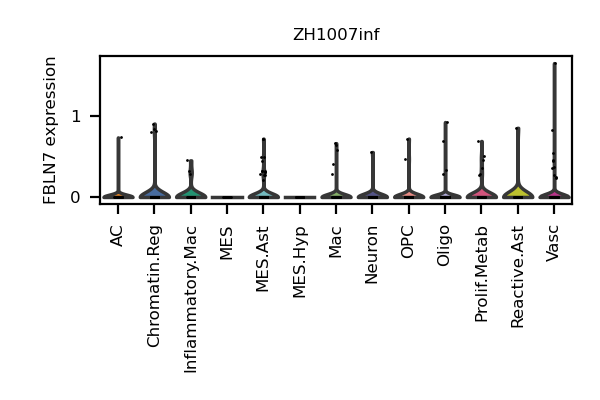 ZH1007inf
FBLN7 expression
1
0
AC
Chromatin.Reg
Inflammatory.Mac
MES
MES.Ast
MES.Hyp
Mac
Neuron
OPC
Oligo
Prolif.Metab
Reactive.Ast
Vasc